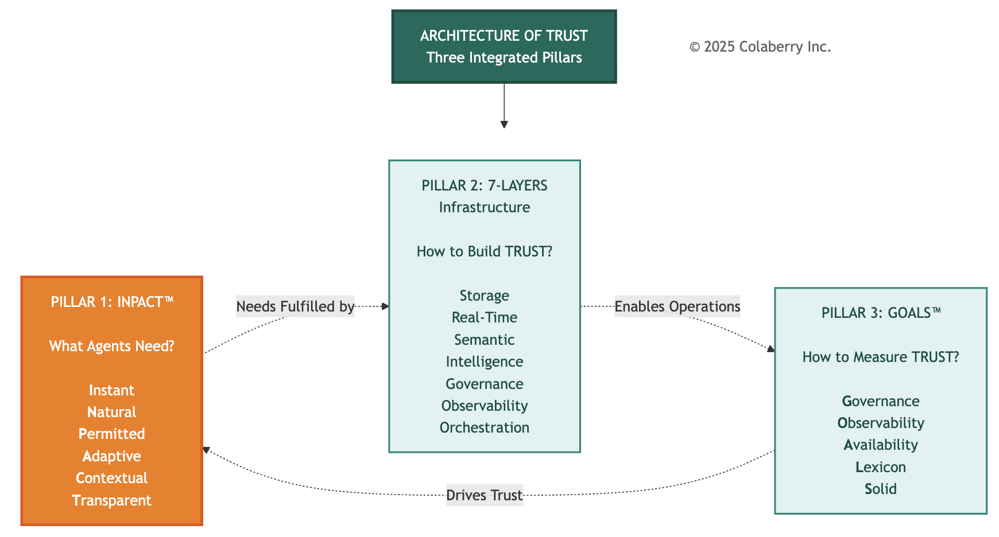 ARCHITECTURE OF TRUST
Three Integrated Pillars
© 2025 Colaberry Inc.
PILLAR 1: INPACT™
What Agents Need?
Instant
Natural
Permitted
Adaptive
Contextual
Transparent
Needs Fulfilled by
PILLAR 2: 7-LAYERS
Infrastructure
How to Build TRUST?
Storage
Real-Time
Semantic
Intelligence
Governance
Observability
Orchestration
Enables Operations
PILLAR 3: GOALS™
How to Measure TRUST?
Governance
Observability
Availability
Lexicon
Solid
Drives Trust